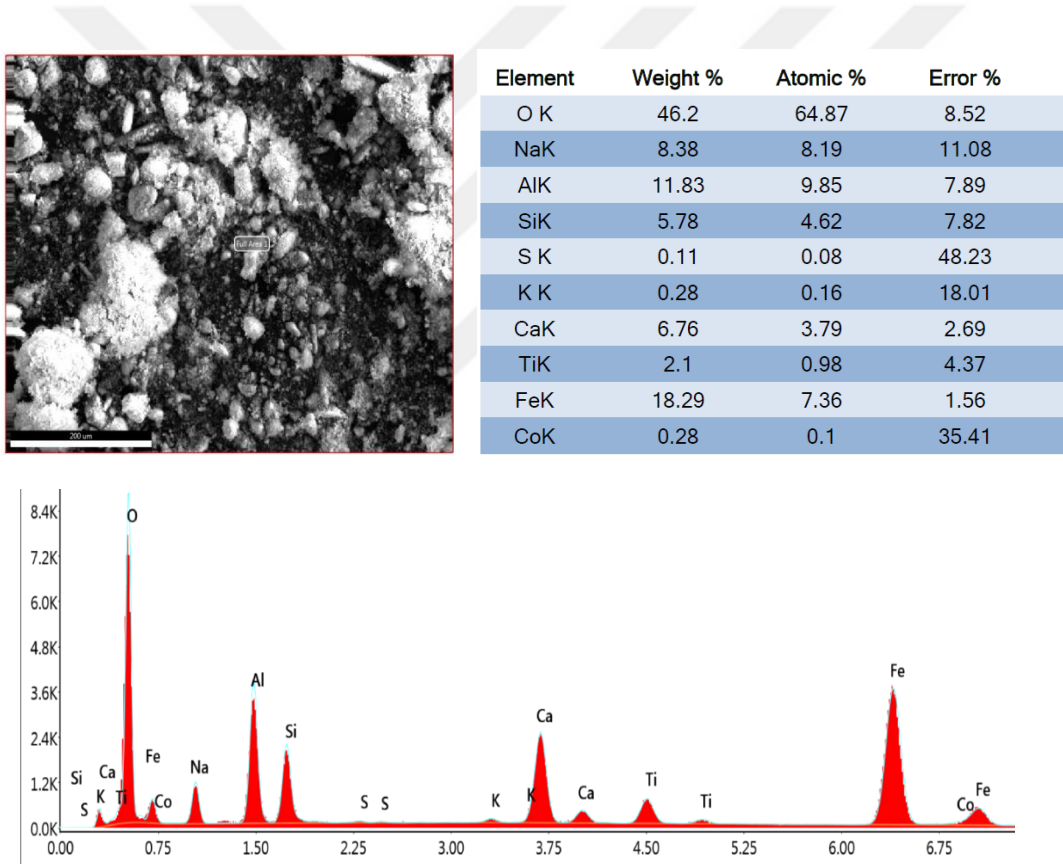 Full Area 1
200 um
Element Weight % Atomic % Error %
O K 46.2 64.87 8.52
NaK 8.38 8.19 11.08
AlK 11.83 9.85 7.89
SiK 5.78 4.62 7.82
S K 0.11 0.08 48.23
K K 0.28 0.16 18.01
CaK 6.76 3.79 2.69
TiK 2.1 0.98 4.37
FeK 18.29 7.36 1.56
CoK 0.28 0.1 35.41
8.4K
7.2K
6.0K
4.8K
3.6K
2.4K
1.2K
0.0K
O
Al
Fe
Ca
Si
Fe
Na
Si
Ca
K
Ti
S
Co
S
S
K
K
Ca
Ti
Ti
Co
Fe
0.00 0.75 1.50 2.25 3.00 3.75 4.50 5.25 6.00 6.75